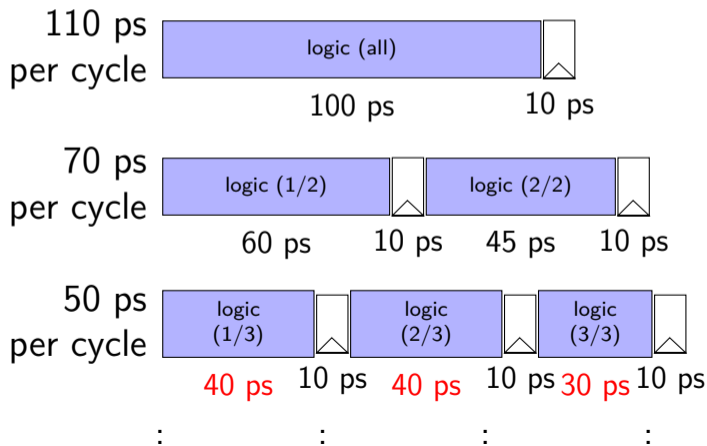 110 ps
per cycle
logic (all)
100 ps
10 ps
70 ps
per cycle
logic (1/2)
logic (2/2)
60 ps
10 ps
45 ps
10 ps
50 ps
per cycle
logic
(1/3)
logic
(2/3)
logic
(3/3)
40 ps
10 ps
40 ps
10 ps
30 ps
10 ps